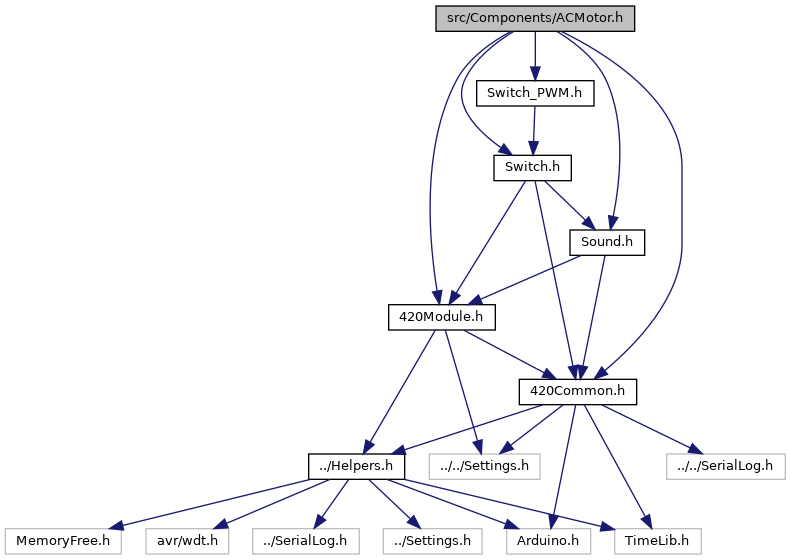 src/Components/ACMotor.h
Switch_PWM.h
Switch.h
Sound.h
420Module.h
420Common.h
../Helpers.h
../../Settings.h
../../SerialLog.h
MemoryFree.h
avr/wdt.h
../SerialLog.h
../Settings.h
Arduino.h
TimeLib.h